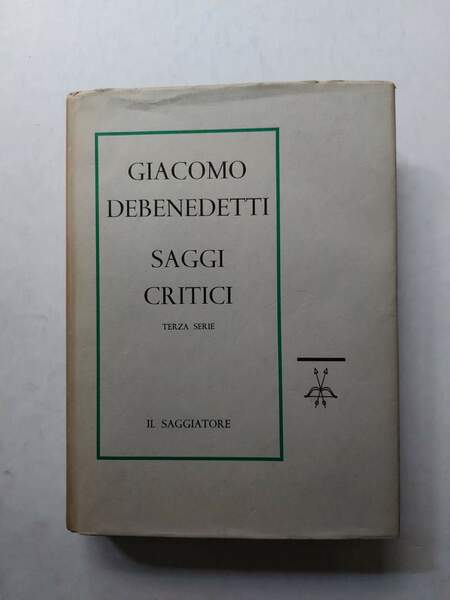 GIACOMO
DEBENEDETTI
SAGGI
CRITICI
TERZA SERIE
IL SAGGIATORE